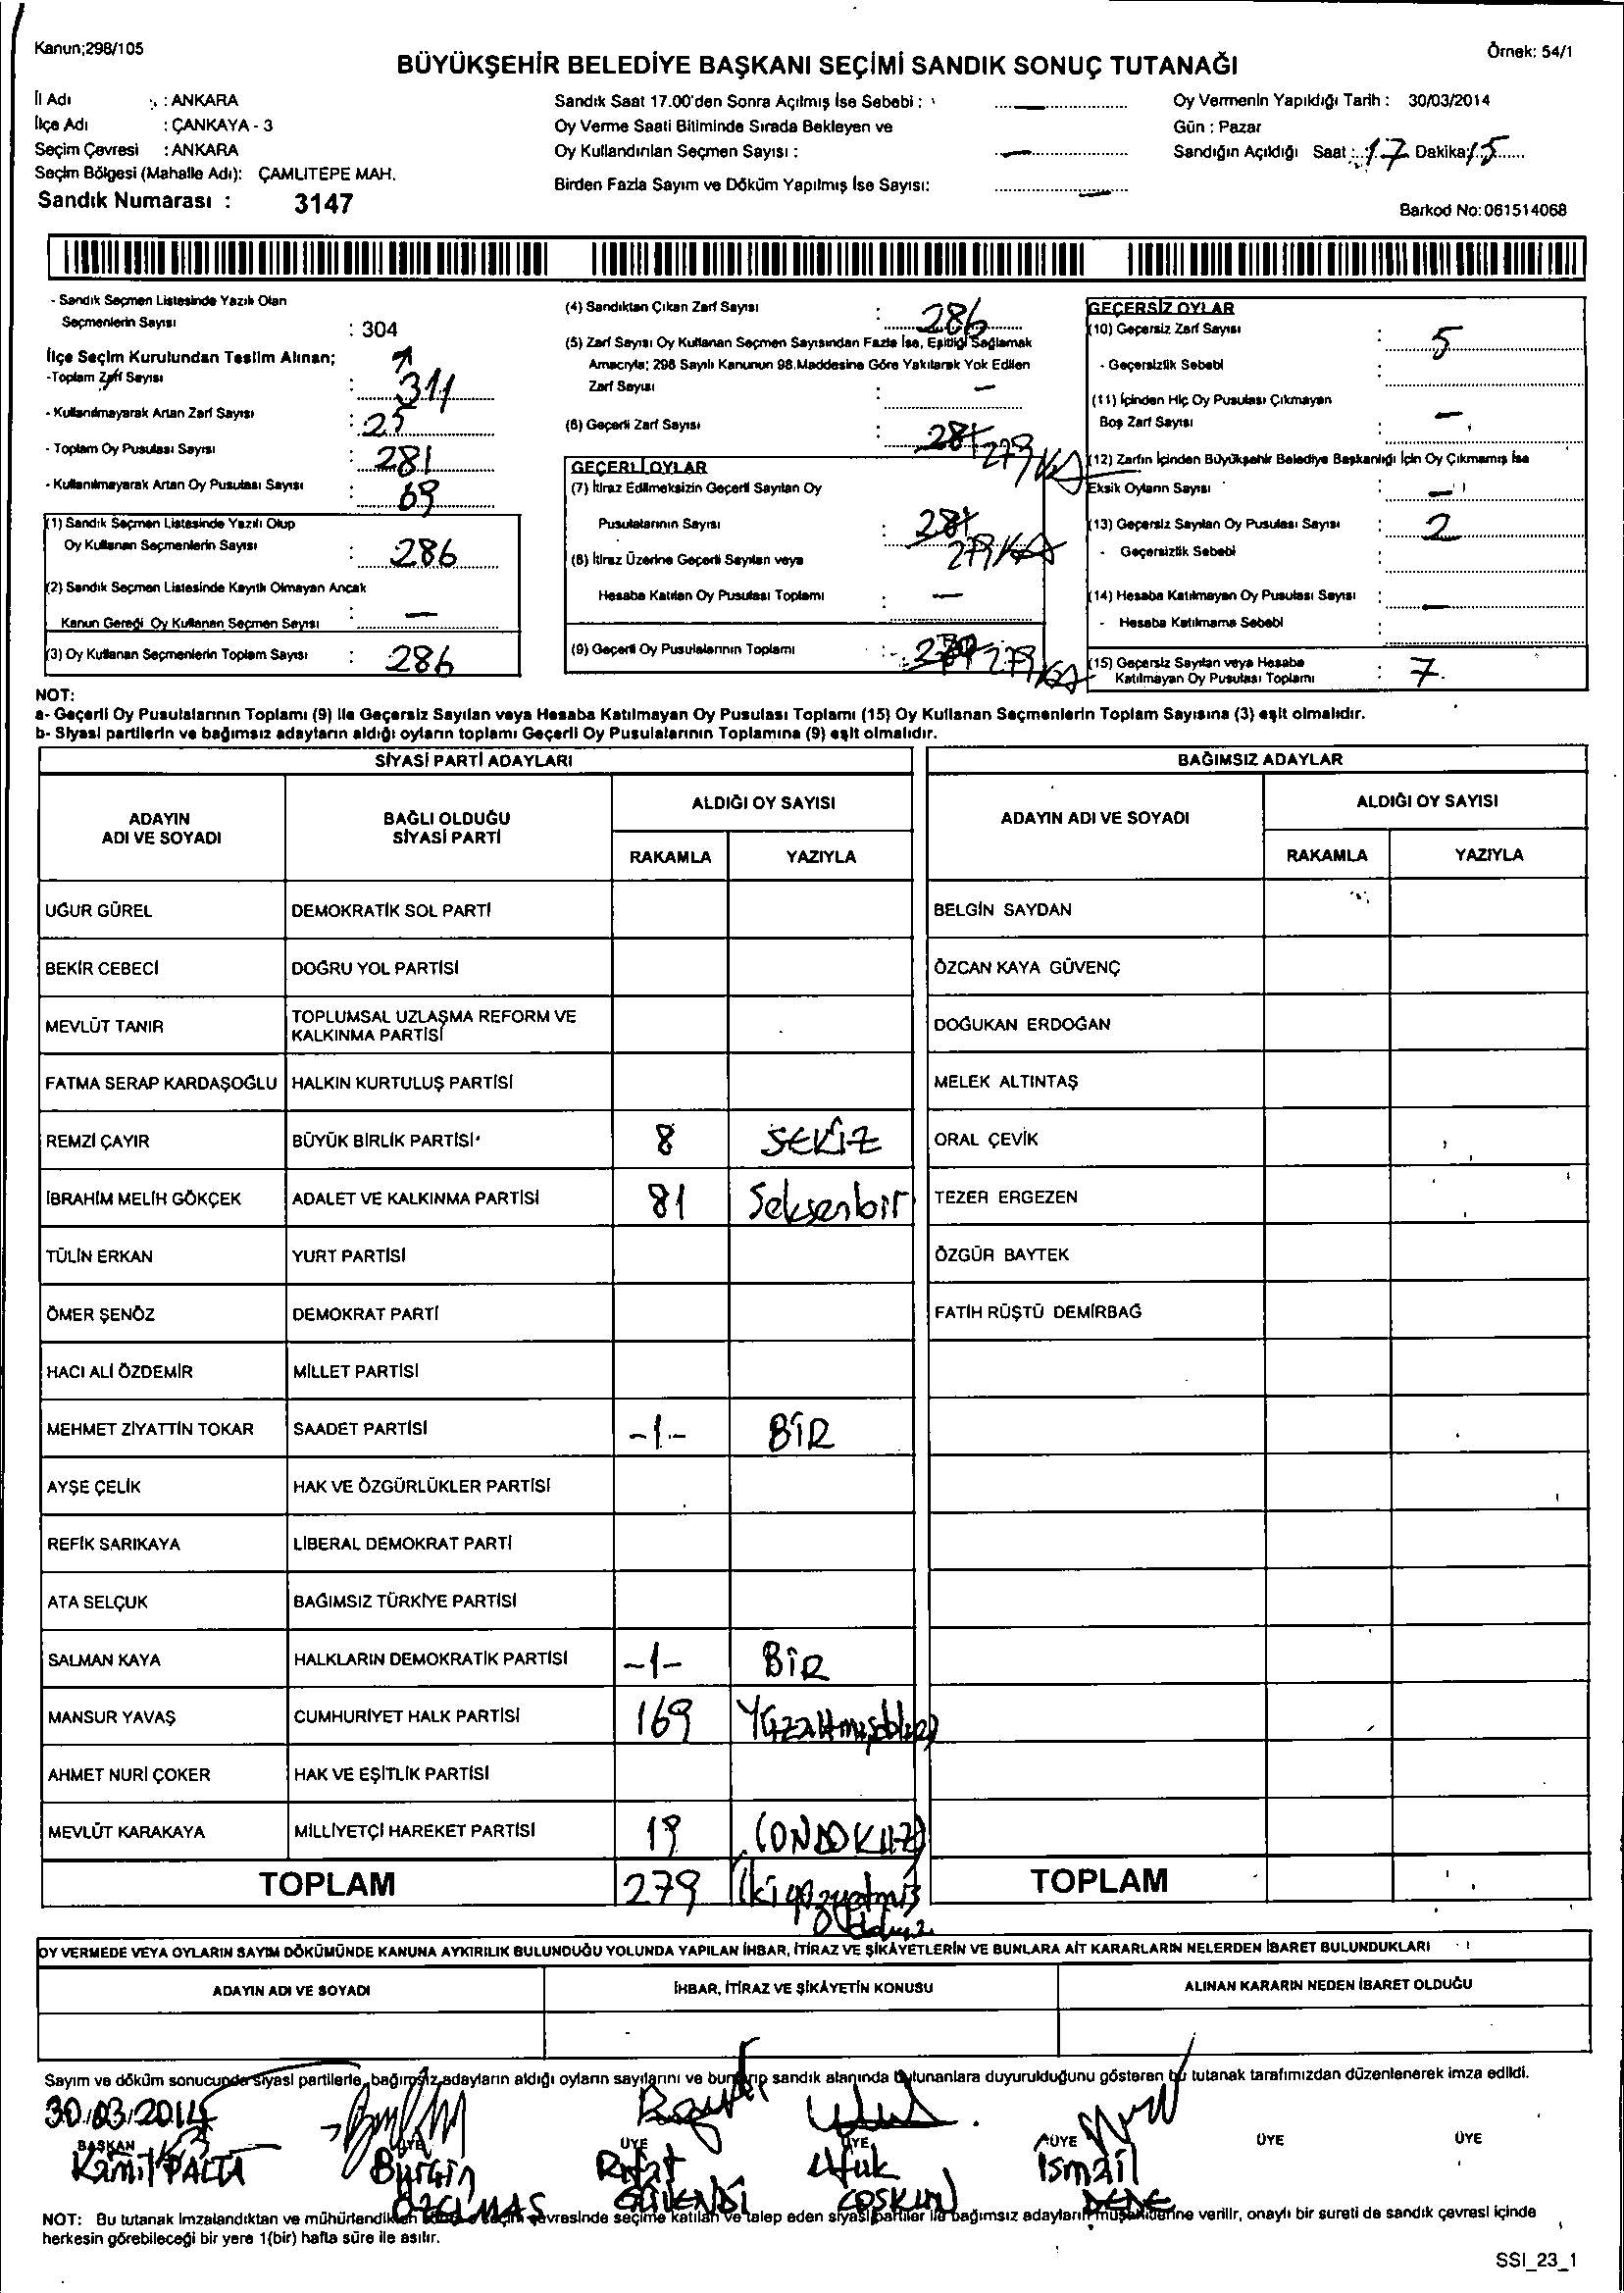 Kanun;298/105
Örnek: 54/1
BÜYÜKŞEHİR BELEDİYE BAŞKANI SEÇİMİ SANDIK SONUÇ TUTANAĞI
İl Adı : ANKARA
İlçe Adı : ÇANKAYA - 3
Seçim Çevresi : ANKARA
Seçim Bölgesi (Mahalle Adı): ÇAMLITEPE MAH.
Sandık Numarası : 3147
Sandık Saat 17.00'den Sonra Açılmış İse Sebebi : —
Oy Verme Saati Bitiminde Sırada Bekleyen ve
Oy Kullandırılan Seçmen Sayısı : —
Birden Fazla Sayım ve Döküm Yapılmış İse Sayısı: —
Oy Vermenin Yapıldığı Tarih : 30/03/2014
Gün : Pazar
Sandığın Açıldığı Saat : 17 Dakika 15
Barkod No:061514068
- Sandık Seçmen Listesinde Yazılı Olan
Seçmenlerin Sayısı : 304
İlçe Seçim Kurulundan Teslim Alınan;
-Toplam Zarf Sayısı : 311
- Kullanılmayarak Artan Zarf Sayısı : 25
- Toplam Oy Pusulası Sayısı : 281
- Kullanılmayarak Artan Oy Pusulası Sayısı : 69
(1) Sandık Seçmen Listesinde Yazılı Olup
Oy Kullanan Seçmenlerin Sayısı : 286
(2) Sandık Seçmen Listesinde Kayıtlı Olmayan Ancak
Kanun Gereği Oy Kullanan Seçmen Sayısı : —
(3) Oy Kullanan Seçmenlerin Toplam Sayısı : 286
(4) Sandıktan Çıkan Zarf Sayısı : 286
(5) Zarf Sayısı Oy Kullanan Seçmen Sayısından Fazla İse, Eşitliği Sağlamak
Amacıyla; 298 Sayılı Kanunun 98.Maddesine Göre Yakılarak Yok Edilen
Zarf Sayısı : —
(6) Geçerli Zarf Sayısı : 281 279
GEÇERLİ OYLAR
(7) İtiraz Edilmeksizin Geçerli Sayılan Oy
Pusulalarının Sayısı : 281 279
(8) İtiraz Üzerine Geçerli Sayılan veya
Hesaba Katılan Oy Pusulası Toplamı : —
(9) Geçerli Oy Pusulalarının Toplamı : 279
GEÇERSİZ OYLAR
(10) Geçersiz Zarf Sayısı : 5
- Geçersizlik Sebebi :
(11) İçinden Hiç Oy Pusulası Çıkmayan
Boş Zarf Sayısı : —
(12) Zarfın İçinden Büyükşehir Belediye Başkanlığı İçin Oy Çıkmamış İse
Eksik Oyların Sayısı : —
(13) Geçersiz Sayılan Oy Pusulası Sayısı : 2
- Geçersizlik Sebebi
(14) Hesaba Katılmayan Oy Pusulası Sayısı : —
- Hesaba Katılmama Sebebi :
(15) Geçersiz Sayılan veya Hesaba
Katılmayan Oy Pusulası Toplamı : 7
NOT:
a- Geçerli Oy Pusulalarının Toplamı (9) ile Geçersiz Sayılan veya Hesaba Katılmayan Oy Pusulası Toplamı (15) Oy Kullanan Seçmenlerin Toplam Sayısına (3) eşit olmalıdır.
b- Siyasi partilerin ve bağımsız adayların aldığı oyların toplamı Geçerli Oy Pusulalarının Toplamına (9) eşit olmalıdır.
SİYASİ PARTİ ADAYLARI BAĞIMSIZ ADAYLAR
ADAYIN ADI VE SOYADI BAĞLI OLDUĞU SİYASİ PARTİ ALDIĞI OY SAYISI ADAYIN ADI VE SOYADI ALDIĞI OY SAYISI
RAKAMLA YAZIYLA RAKAMLA YAZIYLA
UĞUR GÜREL DEMOKRATİK SOL PARTİ BELGİN SAYDAN
BEKİR CEBECİ DOĞRU YOL PARTİSİ ÖZCAN KAYA GÜVENÇ
MEVLÜT TANIR TOPLUMSAL UZLAŞMA REFORM VE KALKINMA PARTİSİ DOĞUKAN ERDOĞAN
FATMA SERAP KARDAŞOĞLU HALKIN KURTULUŞ PARTİSİ MELEK ALTINTAŞ
REMZİ ÇAYIR BÜYÜK BİRLİK PARTİSİ 8 SEKİZ ORAL ÇEVİK
İBRAHİM MELİH GÖKÇEK ADALET VE KALKINMA PARTİSİ 81 Seksenbir TEZER ERGEZEN
TÜLİN ERKAN YURT PARTİSİ ÖZGÜR BAYTEK
ÖMER ŞENÖZ DEMOKRAT PARTİ FATİH RÜŞTÜ DEMİRBAĞ
HACI ALİ ÖZDEMİR MİLLET PARTİSİ
MEHMET ZİYATTİN TOKAR SAADET PARTİSİ -1- BİR
AYŞE ÇELİK HAK VE ÖZGÜRLÜKLER PARTİSİ
REFİK SARIKAYA LİBERAL DEMOKRAT PARTİ
ATA SELÇUK BAĞIMSIZ TÜRKİYE PARTİSİ
SALMAN KAYA HALKLARIN DEMOKRATİK PARTİSİ -1- BİR
MANSUR YAVAŞ CUMHURİYET HALK PARTİSİ 169 Yüzaltmışdokuz
AHMET NURİ ÇOKER HAK VE EŞİTLİK PARTİSİ
MEVLÜT KARAKAYA MİLLİYETÇİ HAREKET PARTİSİ 19 (ONDOKUZ)
TOPLAM 279 İkiyüzyetmiş dokuz TOPLAM
OY VERMEDE VEYA OYLARIN SAYIM DÖKÜMÜNDE KANUNA AYKIRILIK BULUNDUĞU YOLUNDA YAPILAN İHBAR, İTİRAZ VE ŞİKÂYETLERİN VE BUNLARA AİT KARARLARIN NELERDEN İBARET BULUNDUKLARI
ADAYIN ADI VE SOYADI İHBAR, İTİRAZ VE ŞİKÂYETİN KONUSU ALINAN KARARIN NEDEN İBARET OLDUĞU
Sayım ve döküm sonucunda siyasi partilerle, bağımsız adayların aldığı oyların sayılarını ve bunların sandık alanında bulunanlara duyurulduğunu gösteren bu tutanak tarafımızdan düzenlenerek imza edildi.
30.03.2014
BAŞKAN ÜYE ÜYE ÜYE ÜYE ÜYE ÜYE
Kamil PALTA Burçin ÖZÇILMAS Rıfat GÜVENDİ Ufuk COŞKUN İsmail DEDE
NOT: Bu tutanak imzalandıktan ve mühürlendikten sonra o seçim çevresinde seçime katılan ve talep eden siyasi partiler ile bağımsız adayların müşahitlerine verilir, onaylı bir sureti de sandık çevresi içinde
herkesin görebileceği bir yere 1(bir) hafta süre ile asılır.
SSI_23_1